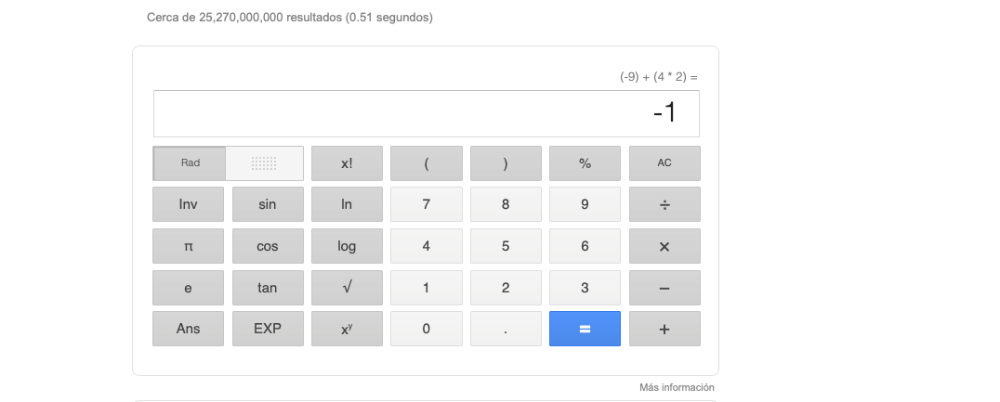 Cerca de 25,270,000,000 resultados (0.51 segundos)
(-9) + (4 * 2) =
-1
Rad x! ( ) % AC
Inv sin ln 7 8 9 ÷
π cos log 4 5 6 ×
e tan √ 1 2 3 −
Ans EXP xʸ 0 . = +
Más información